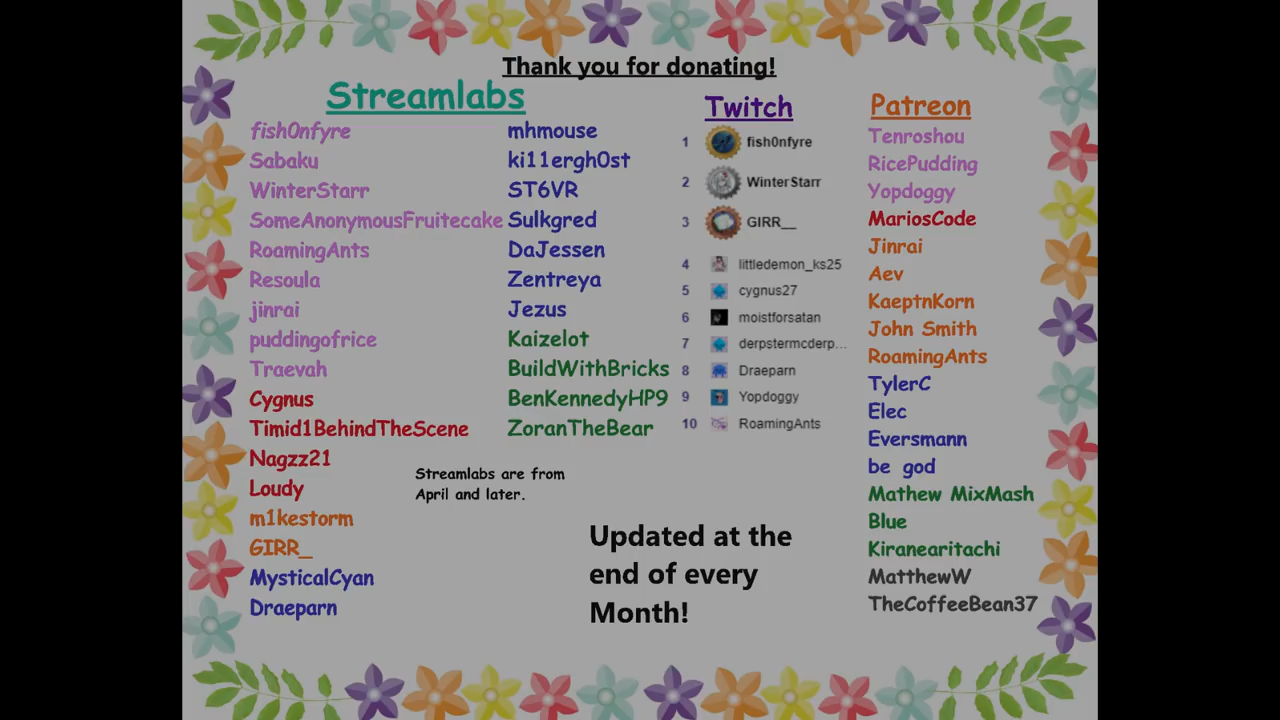 Thank you for donating!
Streamlabs
fish0nfyre
Sabaku
WinterStarr
SomeAnonymousFruitecake
RoamingAnts
Resoula
jinrai
puddingofrice
Traevah
Cygnus
Timid1BehindTheScene
Nagzz21
Loudy
m1kestorm
GIRR_
MysticalCyan
Draeparn
mhmouse
ki11ergh0st
ST6VR
Sulkgred
DaJessen
Zentreya
Jezus
Kaizelot
BuildWithBricks
BenKennedyHP9
ZoranTheBear
Streamlabs are from
April and later.
Twitch
1 fish0nfyre
2 WinterStarr
3 GIRR__
4 littledemon_ks25
5 cygnus27
6 moistforsatan
7 derpstermcderp...
8 Draeparn
9 Yopdoggy
10 RoamingAnts
Updated at the
end of every
Month!
Patreon
Tenroshou
RicePudding
Yopdoggy
MariosCode
Jinrai
Aev
KaeptnKorn
John Smith
RoamingAnts
TylerC
Elec
Eversmann
be god
Mathew MixMash
Blue
Kiranearitachi
MatthewW
TheCoffeeBean37